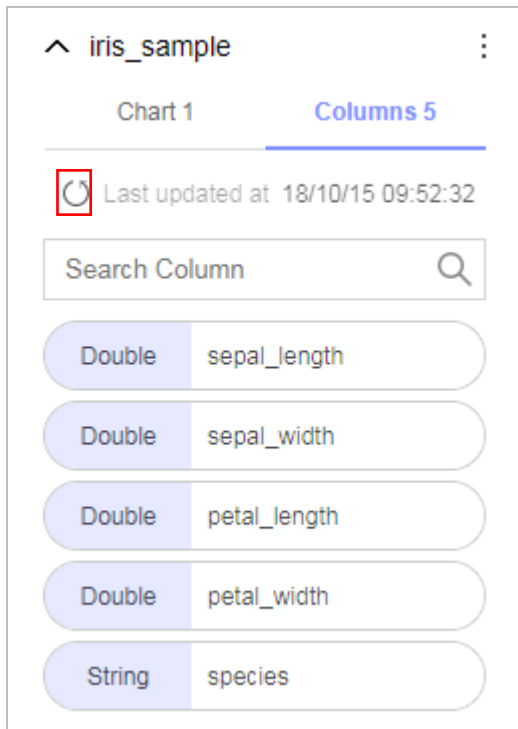 iris_sample
Chart 1 Columns 5
Last updated at 18/10/15 09:52:32
Search Column
Double sepal_length
Double sepal_width
Double petal_length
Double petal_width
String species